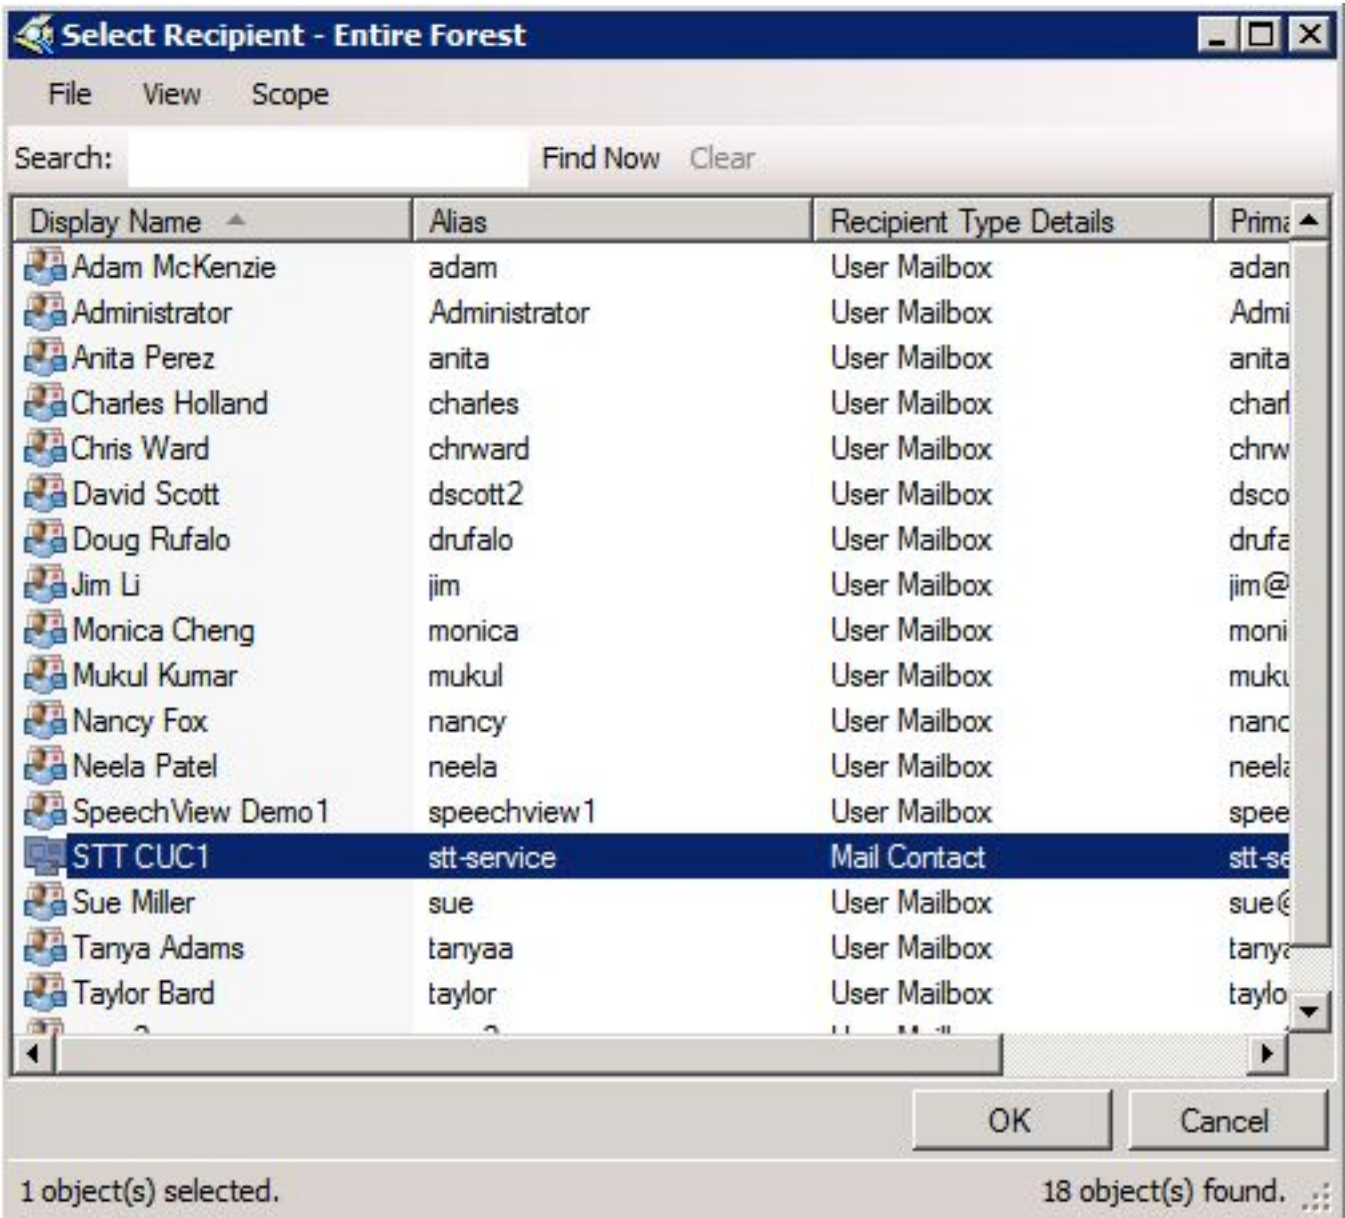 Select Recipient - Entire Forest
File View Scope
Search: Find Now Clear
Display Name Alias Recipient Type Details Prima
Adam McKenzie adam User Mailbox adam
Administrator Administrator User Mailbox Admi
Anita Perez anita User Mailbox anita
Charles Holland charles User Mailbox charl
Chris Ward chrward User Mailbox chrw
David Scott dscott2 User Mailbox dsco
Doug Rufalo drufalo User Mailbox drufa
Jim Li jim User Mailbox jim@
Monica Cheng monica User Mailbox moni
Mukul Kumar mukul User Mailbox muku
Nancy Fox nancy User Mailbox nanc
Neela Patel neela User Mailbox neela
SpeechView Demo1 speechview1 User Mailbox spee
STT CUC1 stt-service Mail Contact stt-se
Sue Miller sue User Mailbox sue@
Tanya Adams tanyaa User Mailbox tanya
Taylor Bard taylor User Mailbox taylo
OK Cancel
1 object(s) selected. 18 object(s) found.